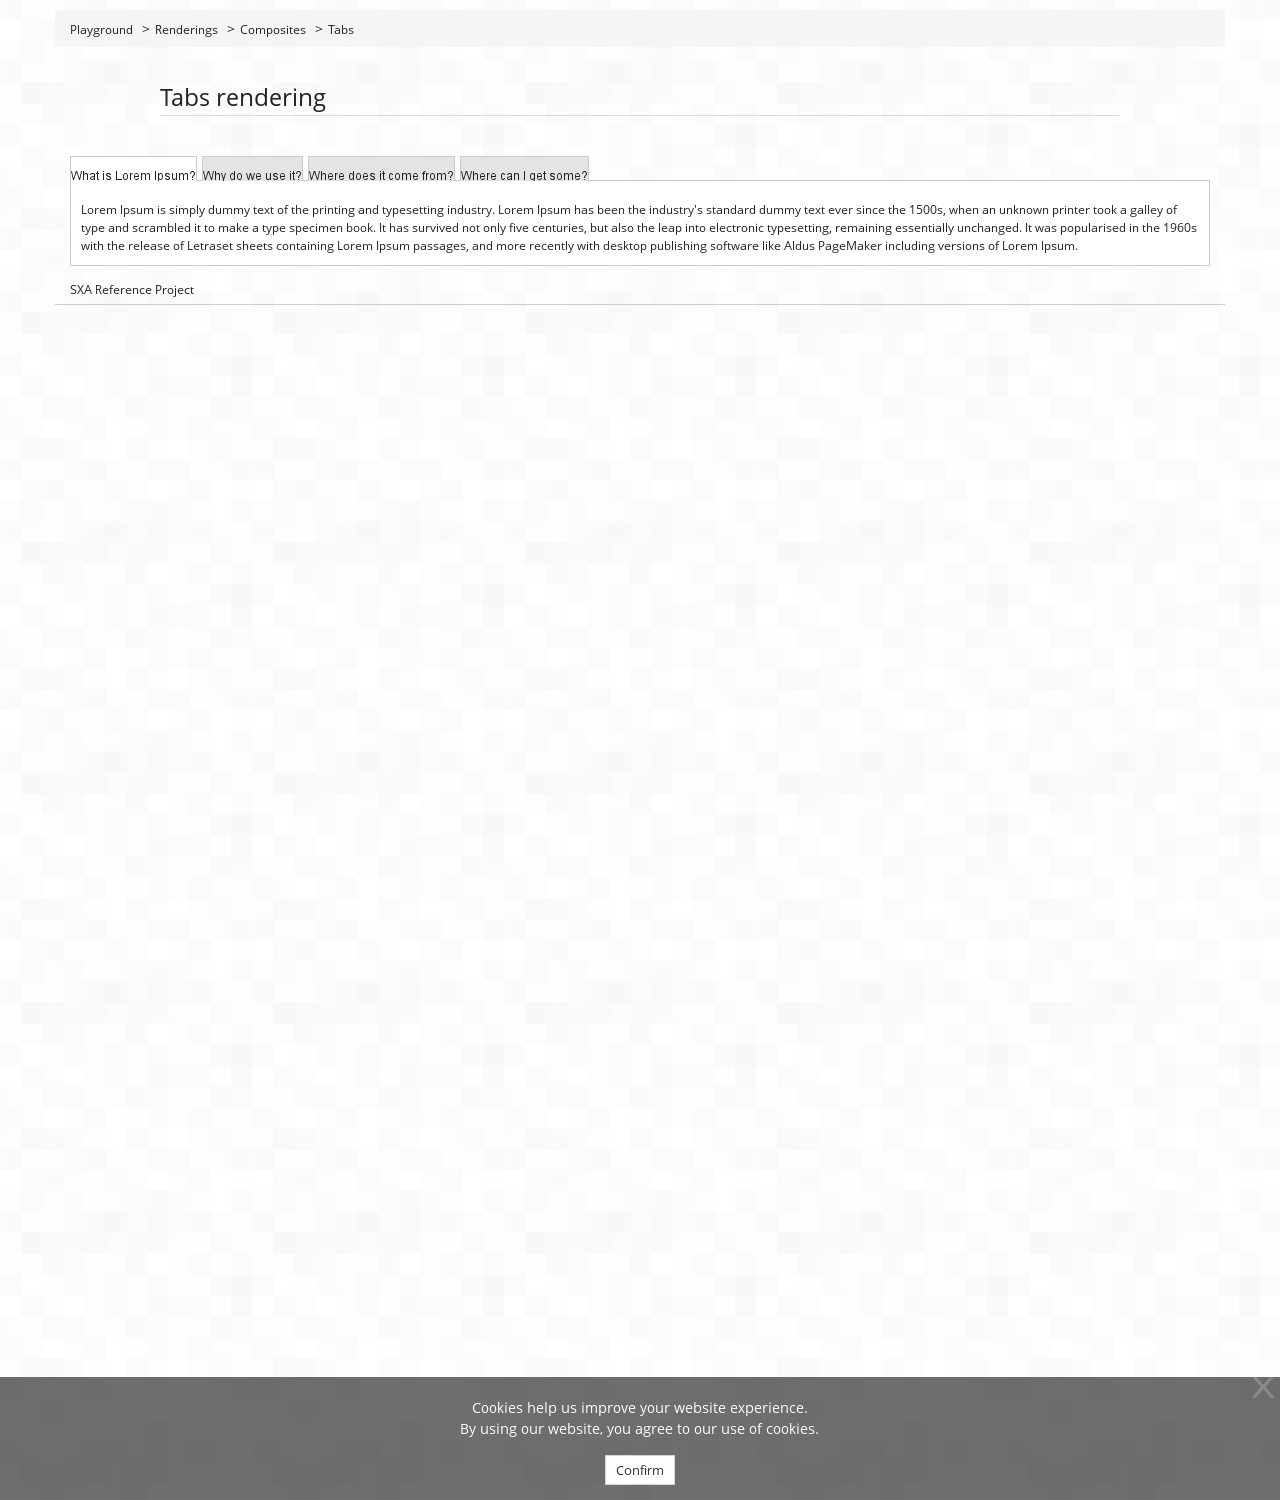 Playground > Renderings > Composites > Tabs
Tabs rendering
What is Lorem Ipsum? Why do we use it? Where does it come from? Where can I get some?
Lorem Ipsum is simply dummy text of the printing and typesetting industry. Lorem Ipsum has been the industry's standard dummy text ever since the 1500s, when an unknown printer took a galley of
type and scrambled it to make a type specimen book. It has survived not only five centuries, but also the leap into electronic typesetting, remaining essentially unchanged. It was popularised in the 1960s
with the release of Letraset sheets containing Lorem Ipsum passages, and more recently with desktop publishing software like Aldus PageMaker including versions of Lorem Ipsum.
SXA Reference Project
Cookies help us improve your website experience.
By using our website, you agree to our use of cookies.
Confirm